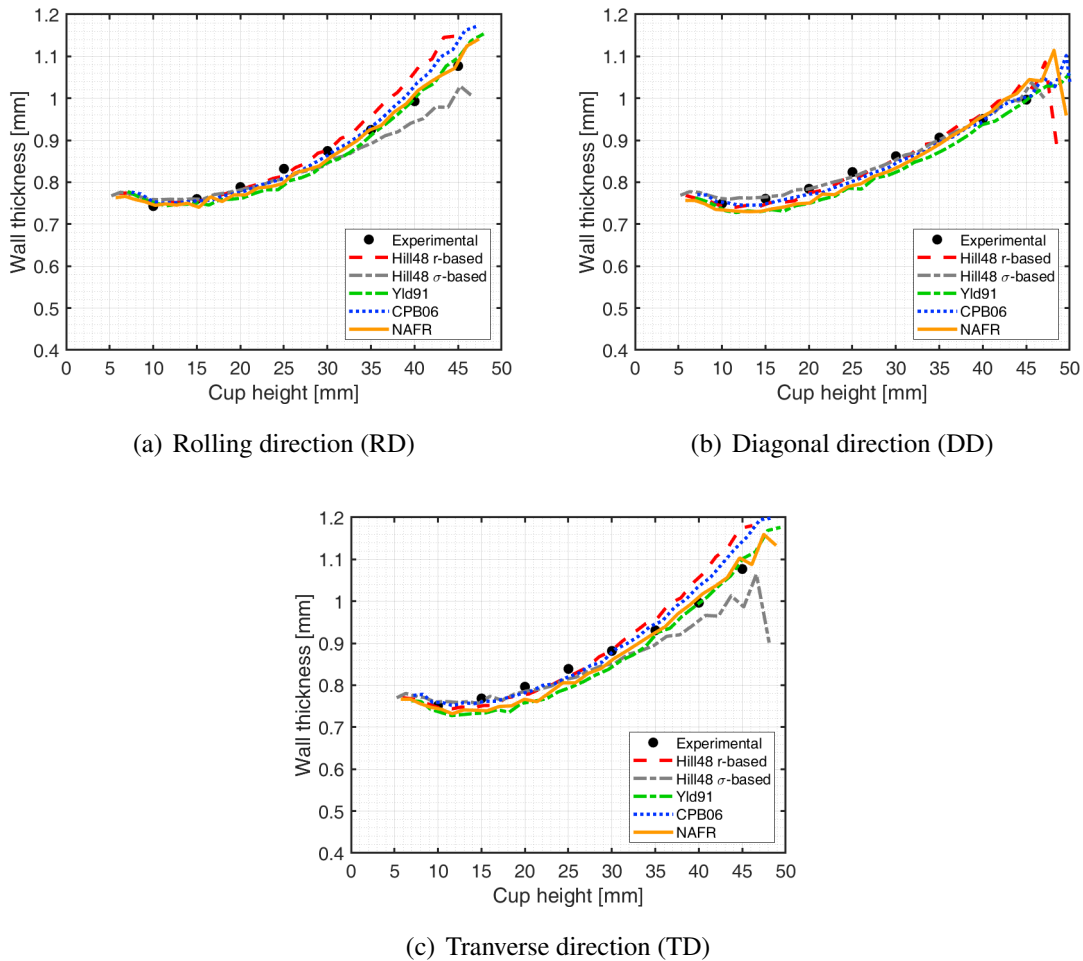 1.2
1.1
1
0.9
0.8
0.7
0.6
0.5
0.4
Wall thickness [mm]
Experimental
Hill48 r-based
Hill48 σ-based
Yld91
CPB06
NAFR
0 5 10 15 20 25 30 35 40 45 50
Cup height [mm]
(a) Rolling direction (RD)
1.2
1.1
1
0.9
0.8
0.7
0.6
0.5
0.4
Wall thickness [mm]
Experimental
Hill48 r-based
Hill48 σ-based
Yld91
CPB06
NAFR
0 5 10 15 20 25 30 35 40 45 50
Cup height [mm]
(b) Diagonal direction (DD)
1.2
1.1
1
0.9
0.8
0.7
0.6
0.5
0.4
Wall thickness [mm]
Experimental
Hill48 r-based
Hill48 σ-based
Yld91
CPB06
NAFR
0 5 10 15 20 25 30 35 40 45 50
Cup height [mm]
(c) Tranverse direction (TD)